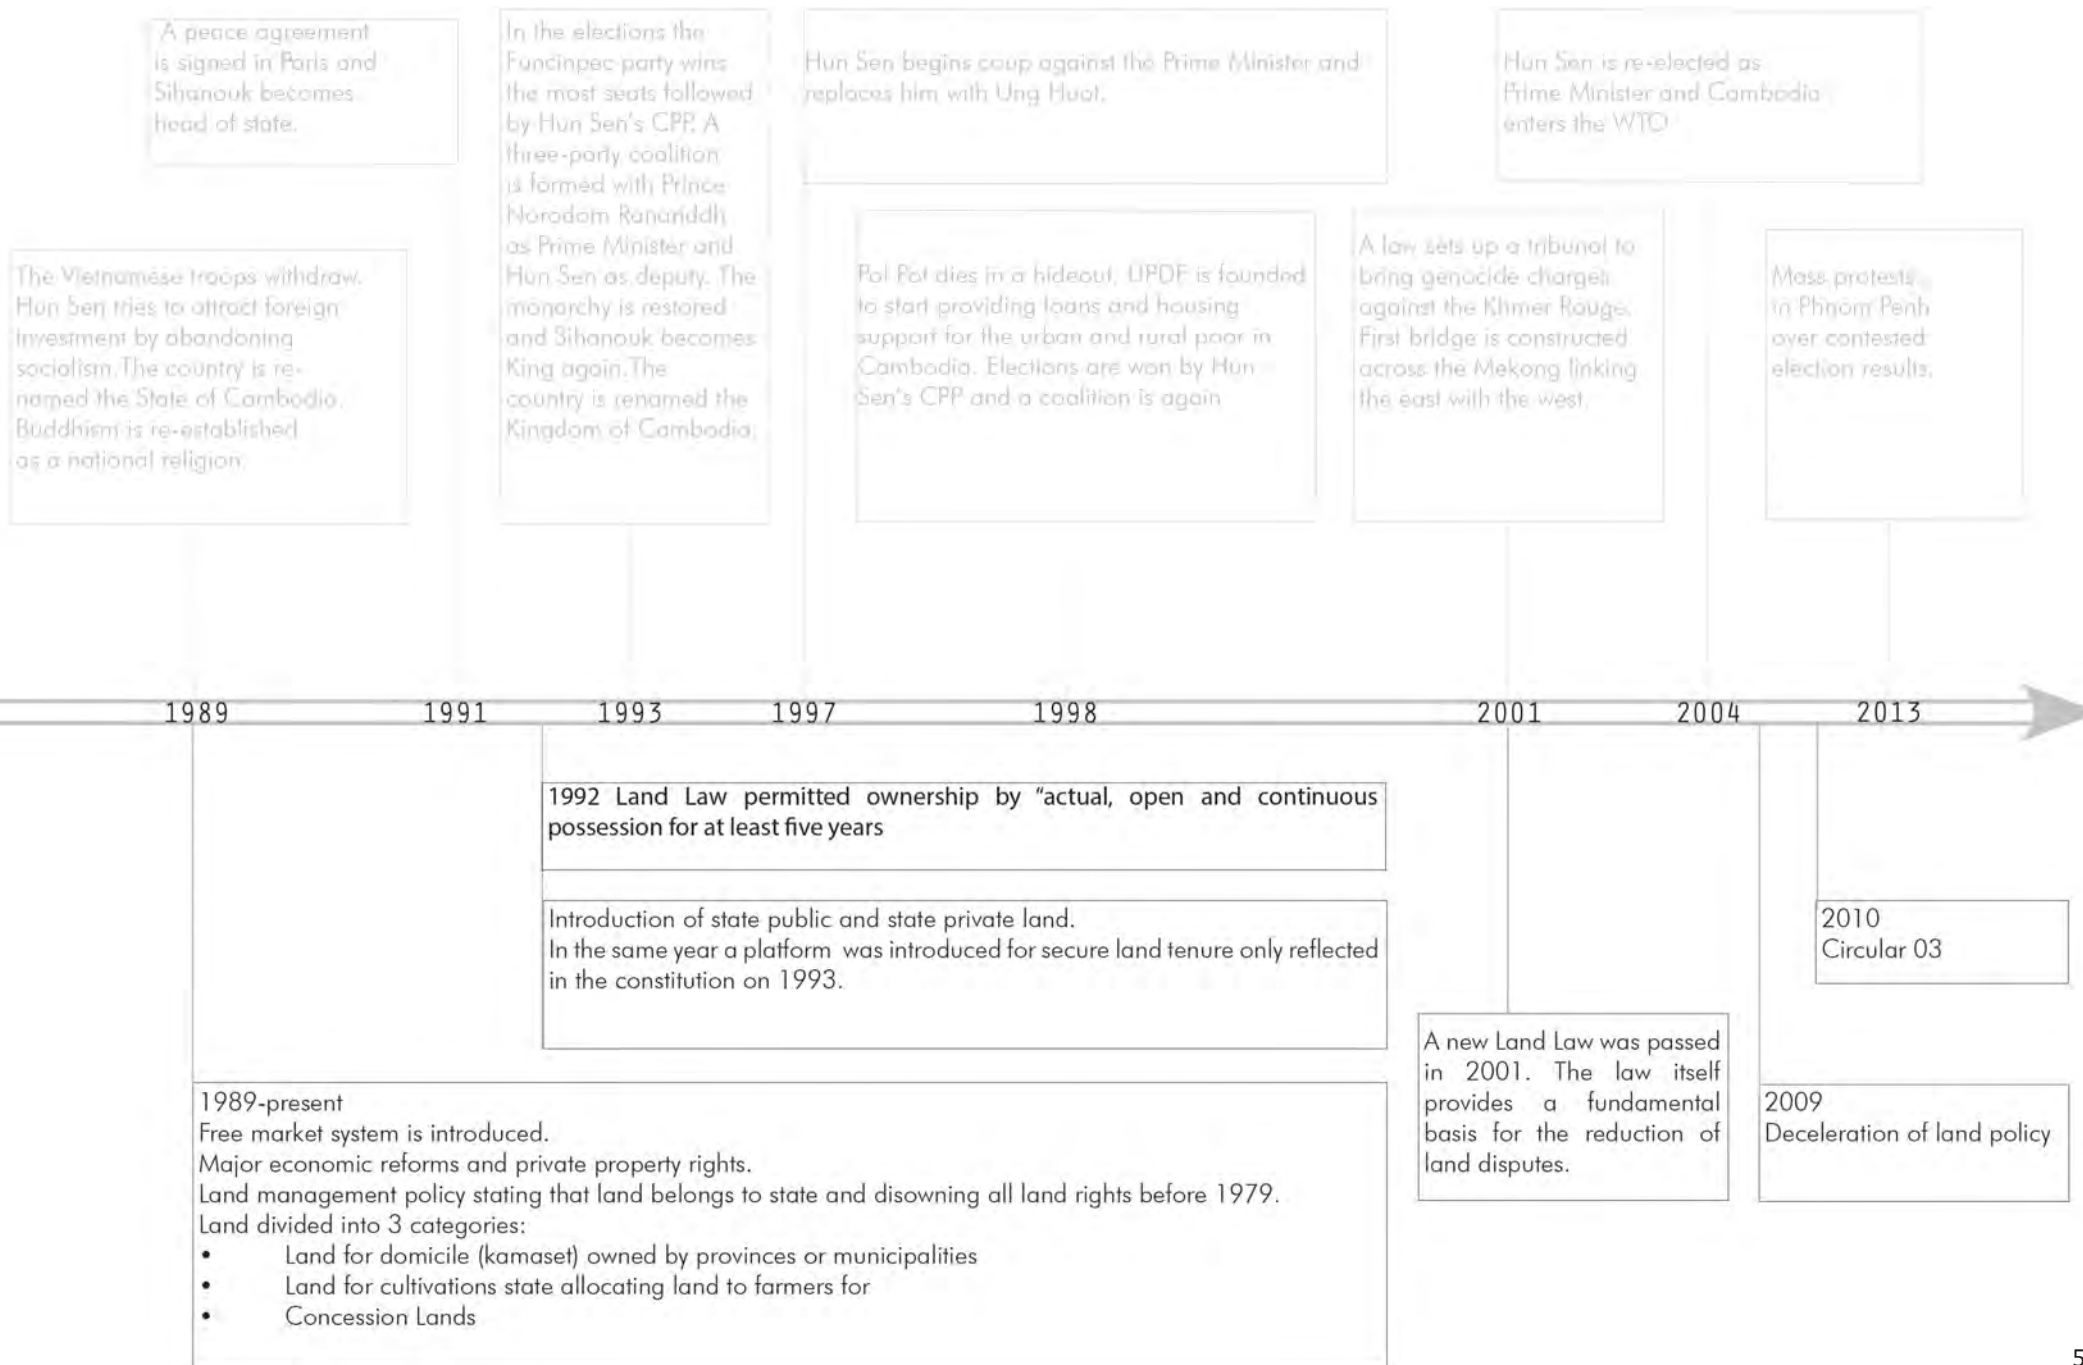 A peace agreement
is signed in Paris and
Sihanouk becomes
head of state.
In the elections the
Funcinpec party wins
the most seats followed
by Hun Sen's CPP. A
three-party coalition
is formed with Prince
Norodom Rananddh
as Prime Minister and
Hun Sen as deputy. The
monarchy is restored
and Sihanouk becomes
King again. The
country is renamed the
Kingdom of Cambodia.
Hun Sen begins coup against the Prime Minister and
replaces him with Ung Huot.
Hun Sen is re-elected as
Prime Minister and Cambodia
enters the WTO
The Vietnamese troops withdraw.
Hun Sen tries to attract foreign
investment by abandoning
socialism. The country is re-
named the State of Cambodia.
Buddhism is re-established
as a national religion.
Pol Pot dies in a hideout. UPDF is founded
to start providing loans and housing
support for the urban and rural poor in
Cambodia. Elections are won by Hun
Sen's CPP and a coalition is again
A law sets up a tribunal to
bring genocide charges
against the Khmer Rouge.
First bridge is constructed
across the Mekong linking
the east with the west.
Mass protests
in Phnom Penh
over contested
election results.
1989 1991 1993 1997 1998 2001 2004 2013
1992 Land Law permitted ownership by “actual, open and continuous
possession for at least five years
Introduction of state public and state private land.
In the same year a platform was introduced for secure land tenure only reflected
in the constitution on 1993.
2010
Circular 03
A new Land Law was passed
in 2001. The law itself
provides a fundamental
basis for the reduction of
land disputes.
2009
Deceleration of land policy
1989-present
Free market system is introduced.
Major economic reforms and private property rights.
Land management policy stating that land belongs to state and disowning all land rights before 1979.
Land divided into 3 categories:
• Land for domicile (kamaset) owned by provinces or municipalities
• Land for cultivations state allocating land to farmers for
• Concession Lands
5